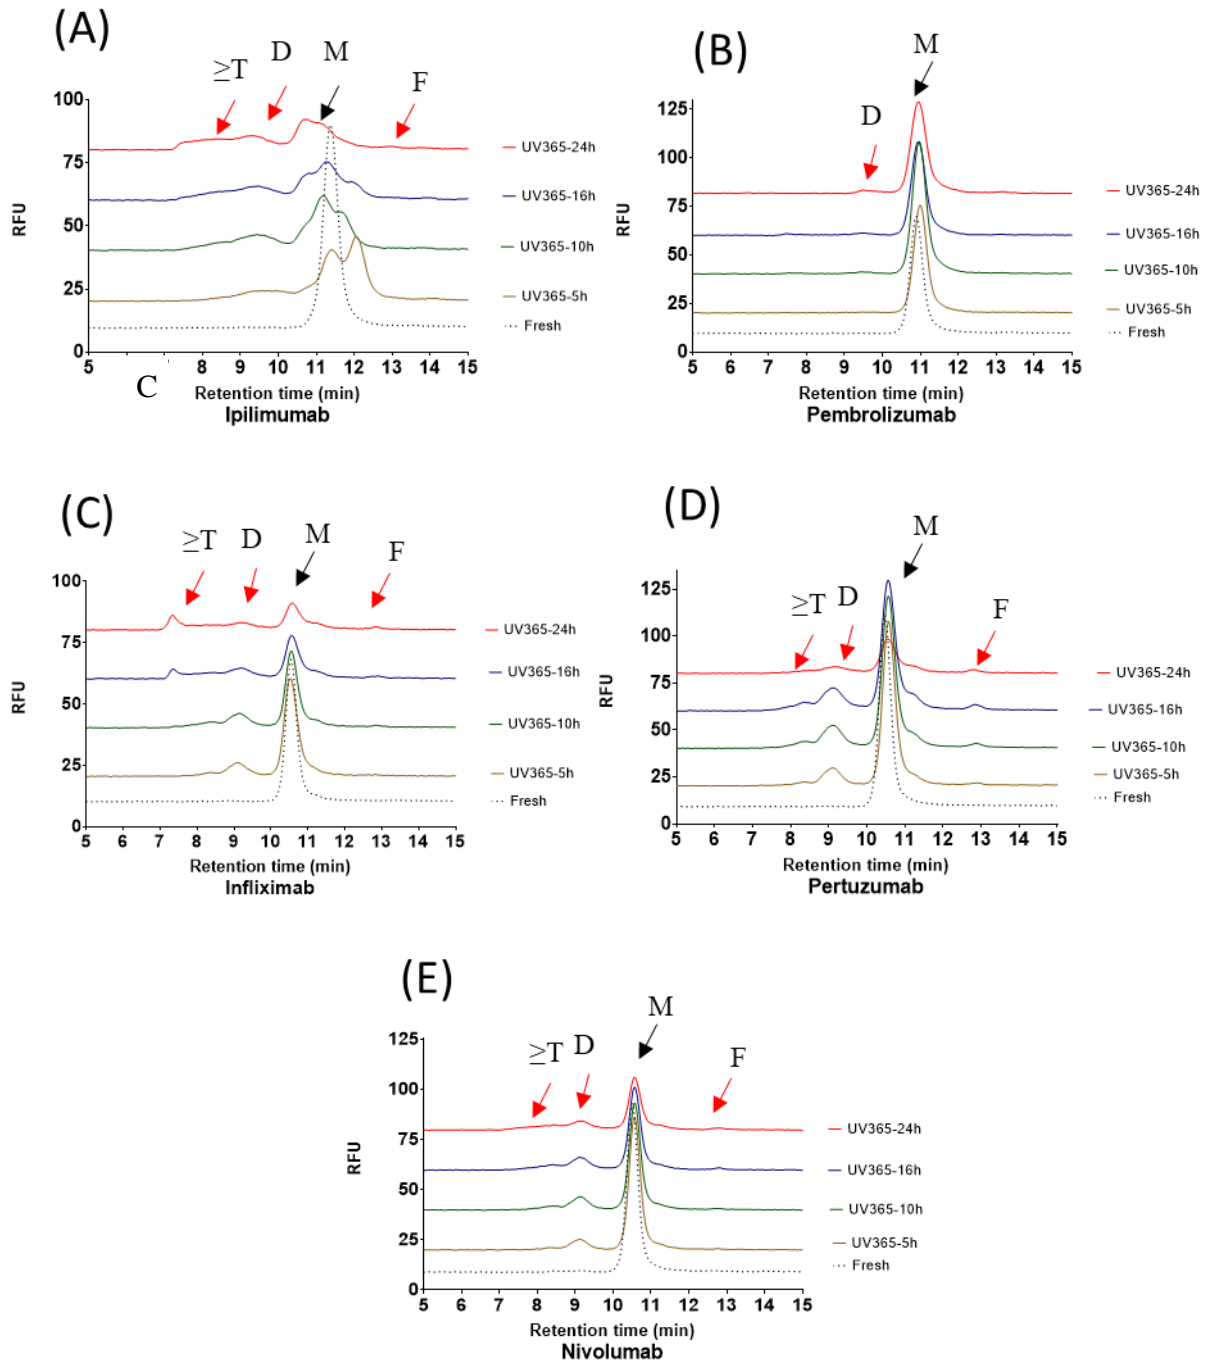 (A)
≥T
D
M
F
100
75
50
25
0
RFU
UV365-24h
UV365-16h
UV365-10h
UV365-5h
Fresh
5 8 9 10 11 12 13 14 15
C
Retention time (min)
Ipilimumab
(B)
D
M
125
100
75
50
25
0
RFU
UV365-24h
UV365-16h
UV365-10h
UV365-5h
Fresh
5 6 7 8 9 10 11 12 13 14 15
Retention time (min)
Pembrolizumab
(C)
≥T
D
M
F
100
75
50
25
0
RFU
UV365-24h
UV365-16h
UV365-10h
UV365-5h
Fresh
5 6 7 8 9 10 11 12 13 14 15
Retention time (min)
Infliximab
(D)
≥T
D
M
F
125
100
75
50
25
0
RFU
UV365-24h
UV365-16h
UV365-10h
UV365-5h
Fresh
5 6 7 8 9 10 11 12 13 14 15
Retention time (min)
Pertuzumab
(E)
≥T
D
M
F
125
100
75
50
25
0
RFU
UV365-24h
UV365-16h
UV365-10h
UV365-5h
Fresh
5 6 7 8 9 10 11 12 13 14 15
Retention time (min)
Nivolumab